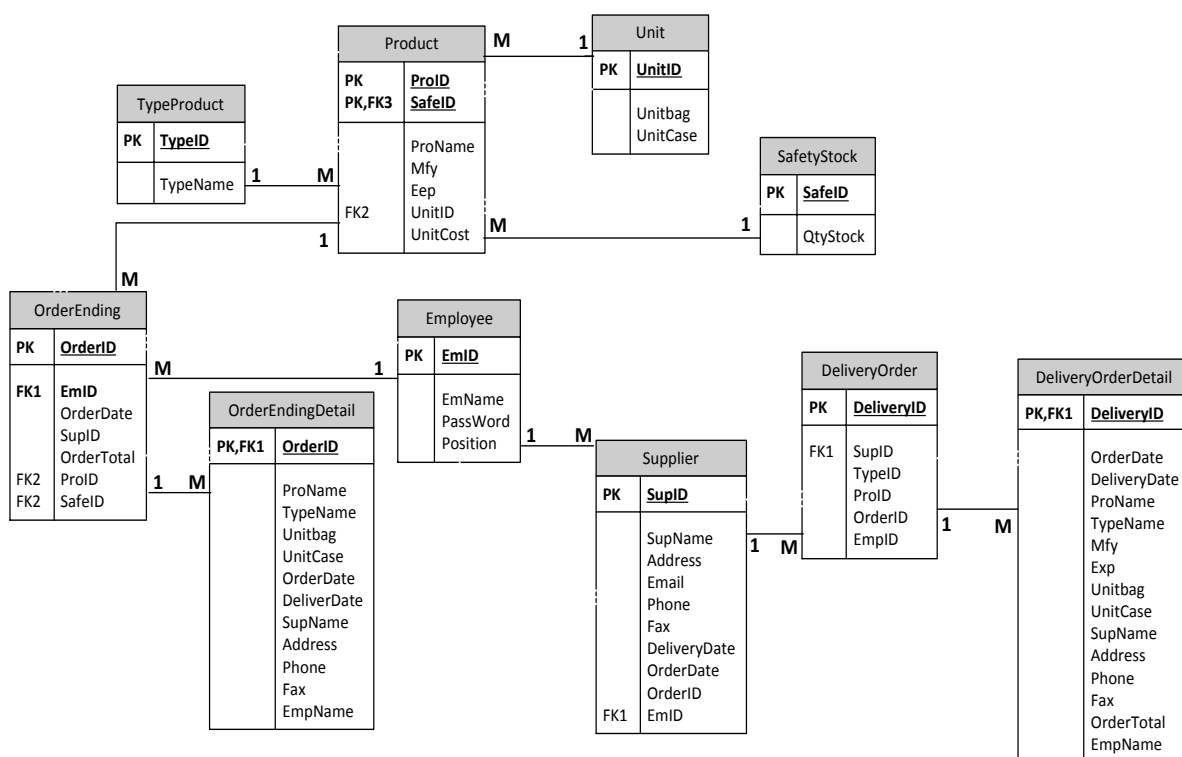 Product
PK ProID
PK,FK3 SafeID
ProName
Mfy
Eep
FK2 UnitID
UnitCost
M
1
Unit
PK UnitID
Unitbag
UnitCase
TypeProduct
PK TypeID
TypeName
1
M
SafetyStock
PK SafeID
QtyStock
M
1
1
M
OrderEnding
PK OrderID
FK1 EmID
OrderDate
SupID
OrderTotal
FK2 ProID
FK2 SafeID
M
1
1
M
Employee
PK EmID
EmName
PassWord
Position
1
M
OrderEndingDetail
PK,FK1 OrderID
ProName
TypeName
Unitbag
UnitCase
OrderDate
DeliverDate
SupName
Address
Phone
Fax
EmpName
Supplier
PK SupID
SupName
Address
Email
Phone
Fax
DeliveryDate
OrderDate
OrderID
FK1 EmID
1
M
DeliveryOrder
PK DeliveryID
FK1 SupID
TypeID
ProID
OrderID
EmpID
1
M
DeliveryOrderDetail
PK,FK1 DeliveryID
OrderDate
DeliveryDate
ProName
TypeName
Mfy
Exp
Unitbag
UnitCase
SupName
Address
Phone
Fax
OrderTotal
EmpName